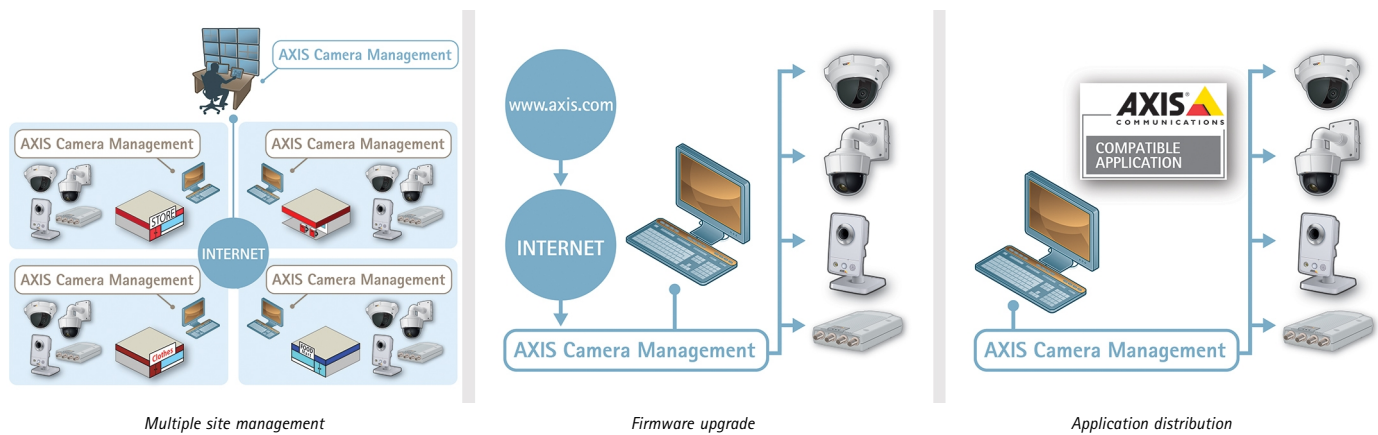 AXIS Camera Management
AXIS Camera Management
AXIS Camera Management
STORE
INTERNET
AXIS Camera Management
AXIS Camera Management
Clothes
Multiple site management
www.axis.com
INTERNET
AXIS Camera Management
Firmware upgrade
AXIS
COMMUNICATIONS
COMPATIBLE
APPLICATION
AXIS Camera Management
Application distribution